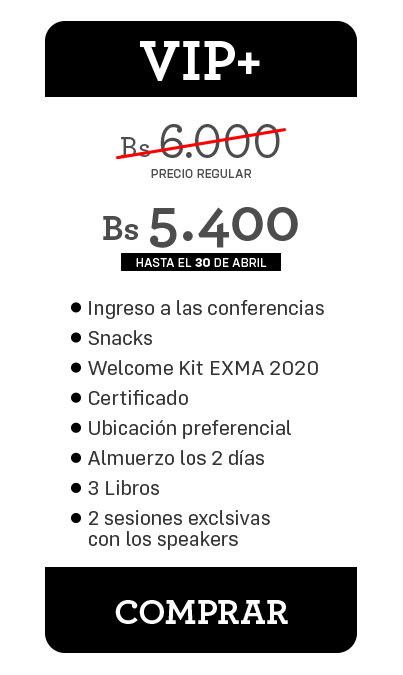 VIP+
Bs 6.000
PRECIO REGULAR
Bs 5.400
HASTA EL 30 DE ABRIL
• Ingreso a las conferencias
• Snacks
• Welcome Kit EXMA 2020
• Certificado
• Ubicación preferencial
• Almuerzo los 2 días
• 3 Libros
• 2 sesiones exclsivas
con los speakers
COMPRAR